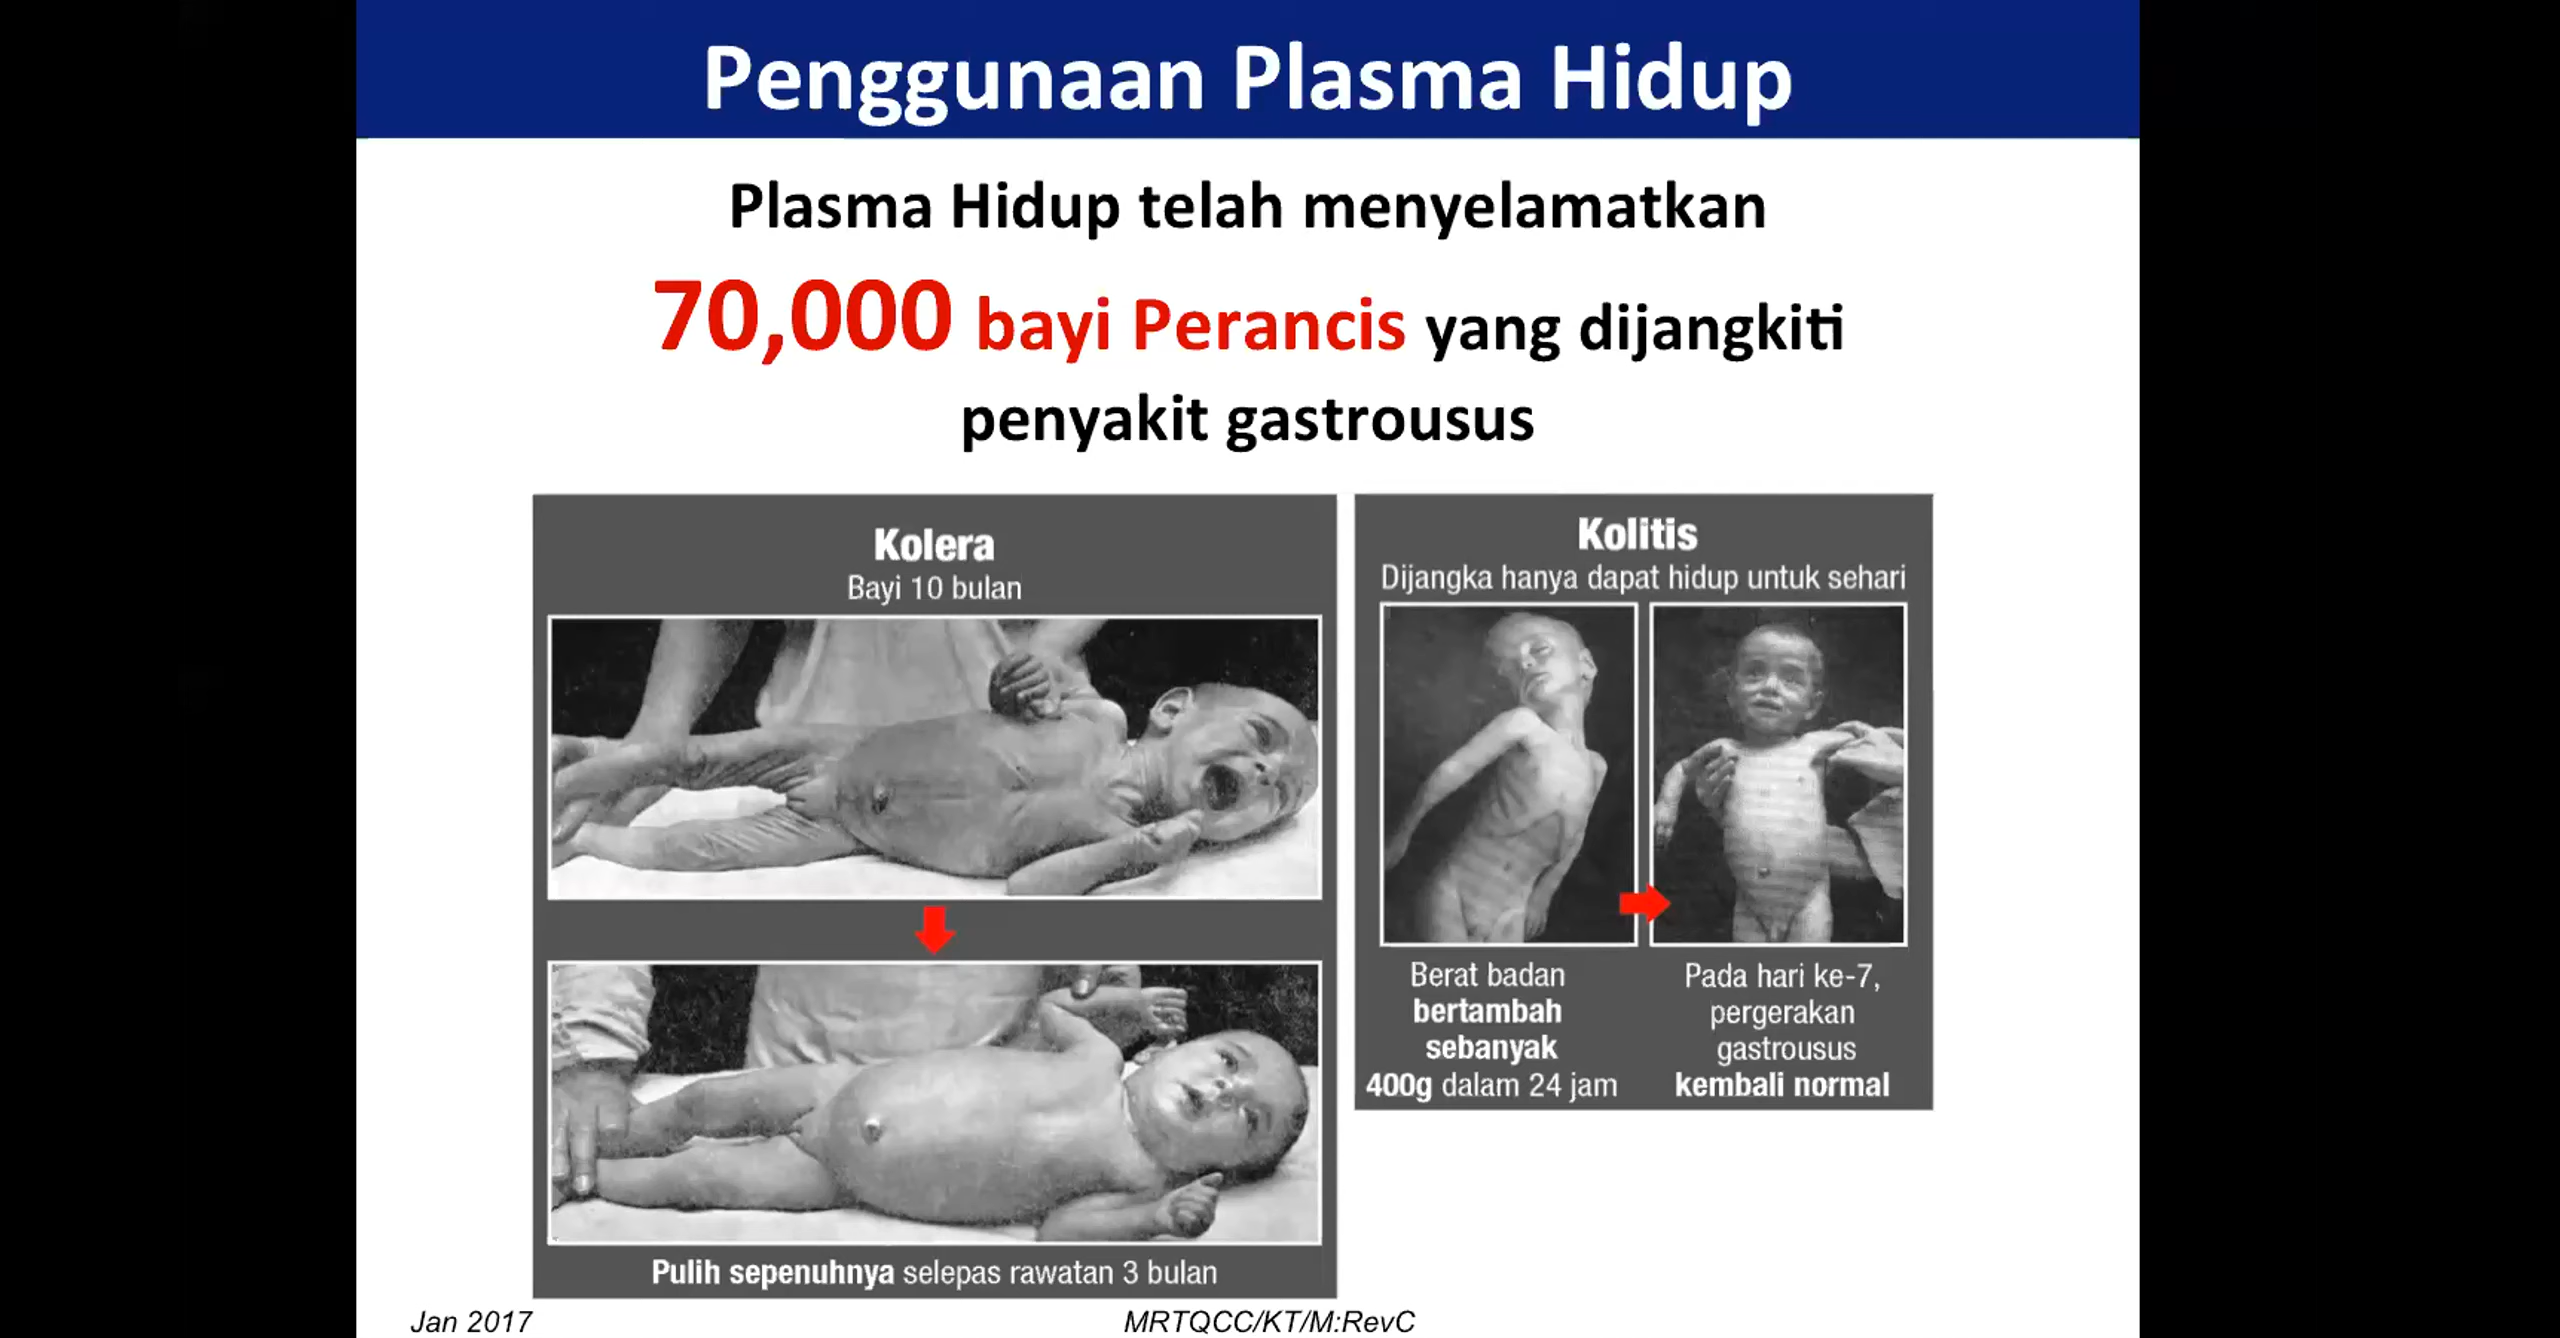 Penggunaan Plasma Hidup
Plasma Hidup telah menyelamatkan
70,000 bayi Perancis yang dijangkiti
penyakit gastrousus
Kolera
Bayi 10 bulan
Pulih sepenuhnya selepas rawatan 3 bulan
Kolitis
Dijangka hanya dapat hidup untuk sehari
Berat badan
bertambah
sebanyak
400g dalam 24 jam
Pada hari ke-7,
pergerakan
gastrousus
kembali normal
Jan 2017
MRTQCC/KT/M:RevC